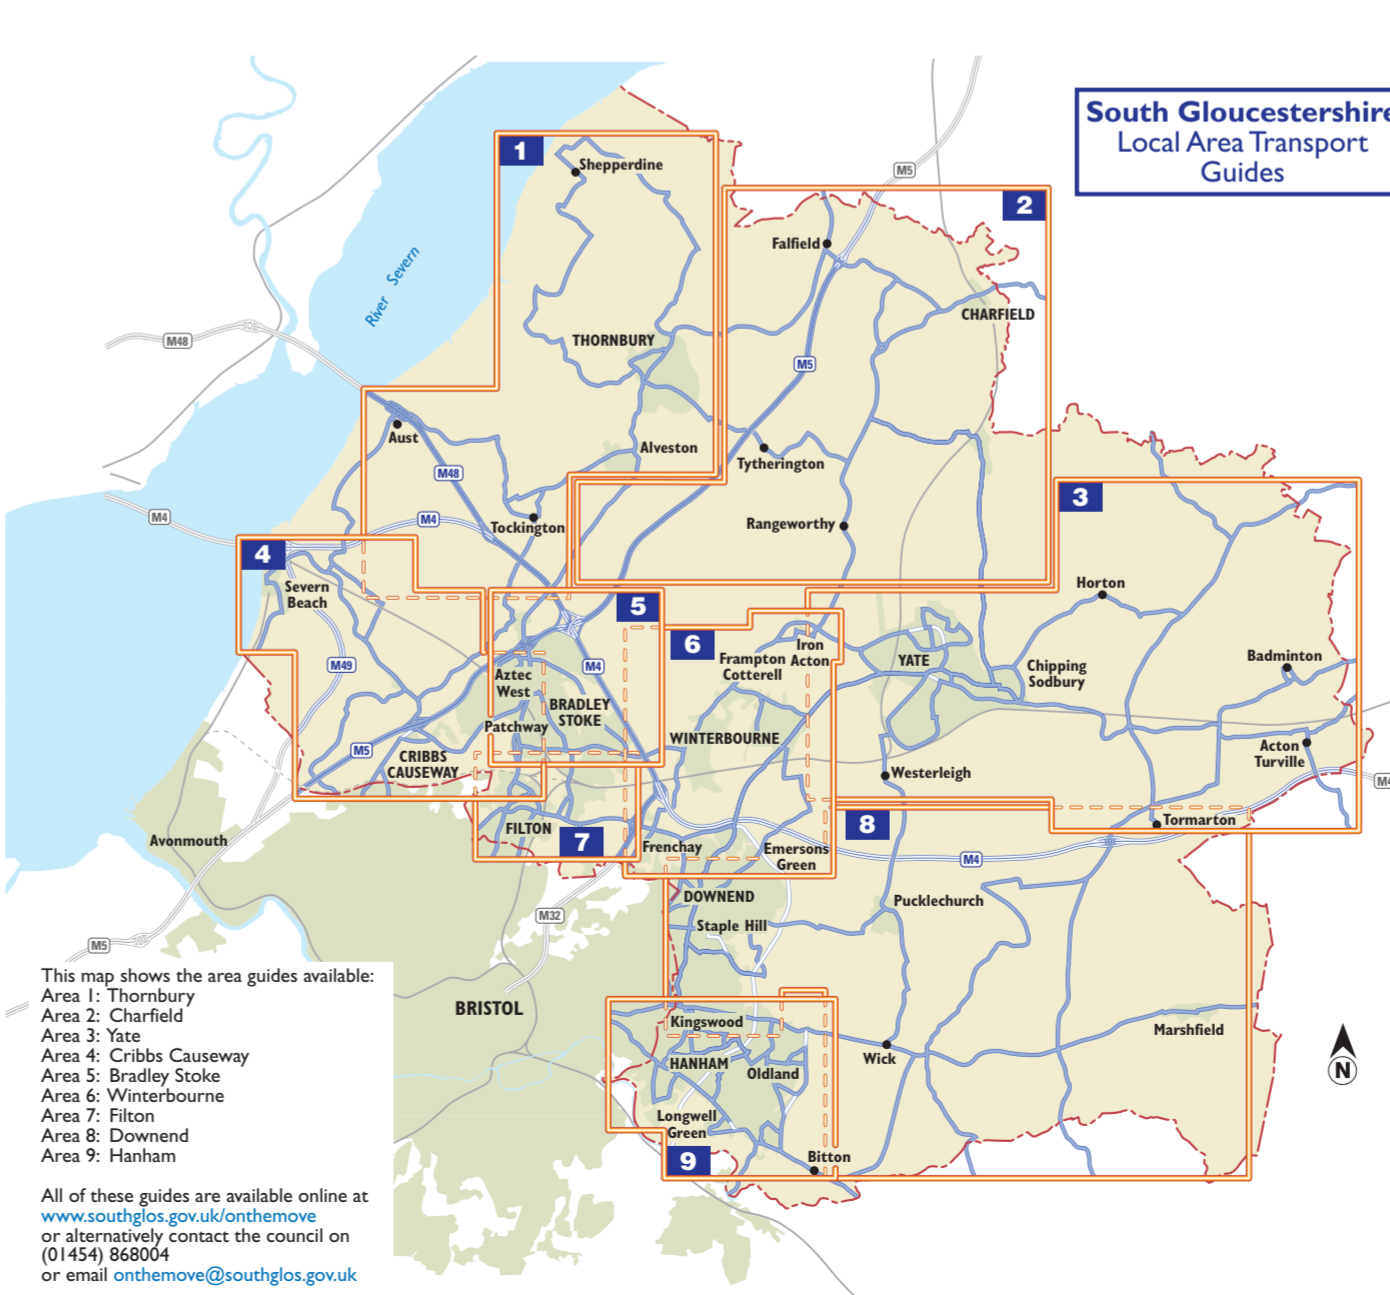 South Gloucestershire
Local Area Transport
Guides
1
Shepperdine
M5
2
Falfield
River Severn
CHARFIELD
M48
THORNBURY
M5
Aust
Alveston
Tytherington
M48
3
M4
M4
Tockington
Rangeworthy
4
Severn
Beach
Horton
5
6
M49
M4
Aztec
West
Frampton
Cotterell
Iron
Acton
YATE
Chipping
Sodbury
Badminton
BRADLEY
STOKE
Patchway
WINTERBOURNE
M5
CRIBBS
CAUSEWAY
Acton
Turville
Westerleigh
M4
Avonmouth
FILTON
7
8
Tormarton
Frenchay
Emersons
Green
M4
DOWNEND
Pucklechurch
M32
Staple Hill
M5
This map shows the area guides available:
Area 1: Thornbury
Area 2: Charfield
Area 3: Yate
Area 4: Cribbs Causeway
Area 5: Bradley Stoke
Area 6: Winterbourne
Area 7: Filton
Area 8: Downend
Area 9: Hanham
All of these guides are available online at
www.southglos.gov.uk/onthemove
or alternatively contact the council on
(01454) 868004
or email onthemove@southglos.gov.uk
BRISTOL
Kingswood
Marshfield
HANHAM
Oldland
Wick
N
Longwell
Green
9
Bitton